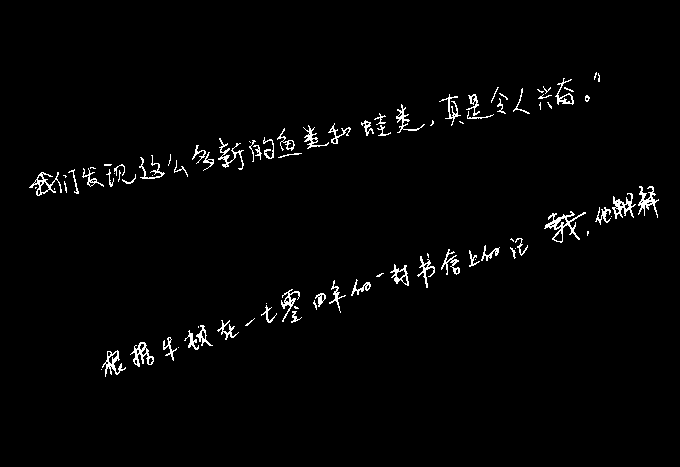 我们发现这么多新的鱼类和蛙类，真是令人兴奋。”
根据牛顿在一七零四年的一封书信上的记载，他解释